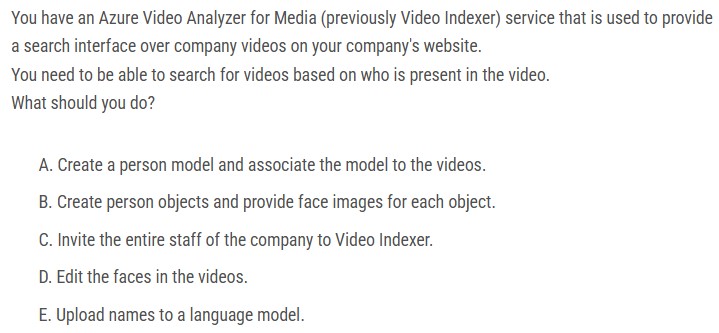 You have an Azure Video Analyzer for Media (previously Video Indexer) service that is used to provide
a search interface over company videos on your company's website.
You need to be able to search for videos based on who is present in the video.
What should you do?
A. Create a person model and associate the model to the videos.
B. Create person objects and provide face images for each object.
C. Invite the entire staff of the company to Video Indexer.
D. Edit the faces in the videos.
E. Upload names to a language model.